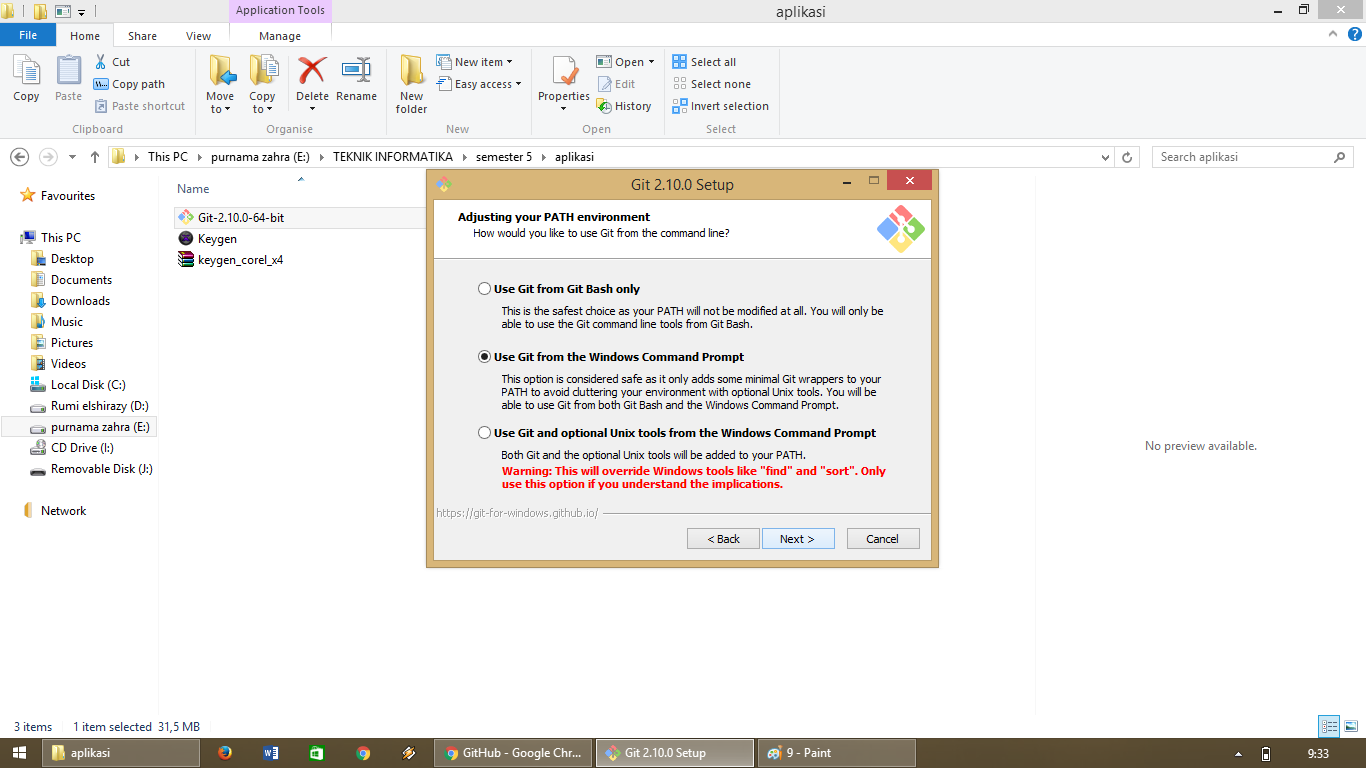 Application Tools
aplikasi
File
Home
Share
View
Manage
Copy
Paste
Cut
Copy path
Paste shortcut
Clipboard
Move to
Copy to
Delete
Rename
Organise
New folder
New item
Easy access
New
Properties
Open
Edit
History
Open
Select all
Select none
Invert selection
Select
This PC
purnama zahra (E:)
TEKNIK INFORMATIKA
semester 5
aplikasi
Search aplikasi
Favourites
This PC
Desktop
Documents
Downloads
Music
Pictures
Videos
Local Disk (C:)
Rumi elshirazy (D:)
purnama zahra (E:)
CD Drive (I:)
Removable Disk (J:)
Network
Name
Git-2.10.0-64-bit
Keygen
keygen_corel_x4
Git 2.10.0 Setup
Adjusting your PATH environment
How would you like to use Git from the command line?
Use Git from Git Bash only
This is the safest choice as your PATH will not be modified at all. You will only be
able to use the Git command line tools from Git Bash.
Use Git from the Windows Command Prompt
This option is considered safe as it only adds some minimal Git wrappers to your
PATH to avoid cluttering your environment with optional Unix tools. You will be
able to use Git from both Git Bash and the Windows Command Prompt.
Use Git and optional Unix tools from the Windows Command Prompt
Both Git and the optional Unix tools will be added to your PATH.
Warning: This will override Windows tools like "find" and "sort". Only
use this option if you understand the implications.
https://git-for-windows.github.io/
< Back
Next >
Cancel
No preview available.
3 items
1 item selected
31,5 MB
aplikasi
GitHub - Google Chr...
Git 2.10.0 Setup
9 - Paint
9:33